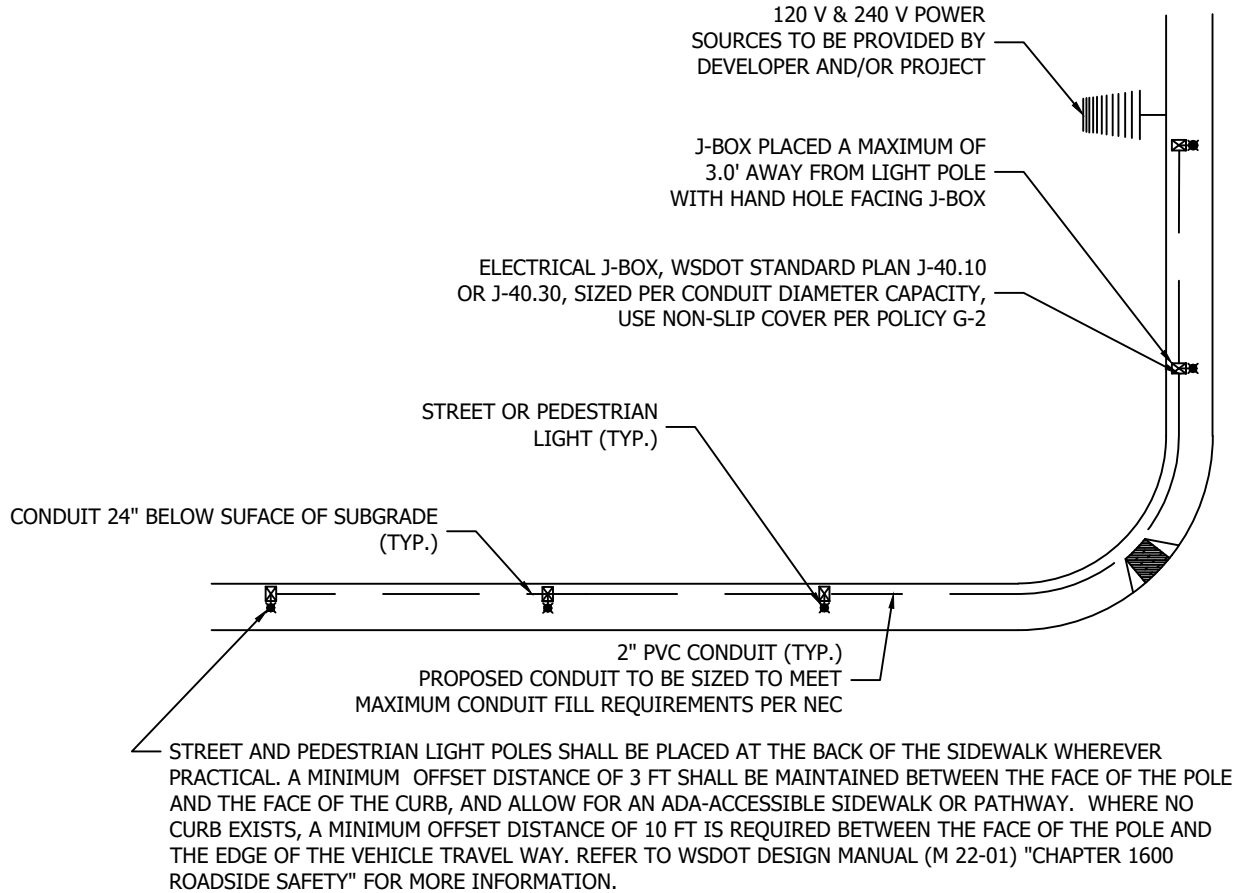 120 V & 240 V POWER
SOURCES TO BE PROVIDED BY
DEVELOPER AND/OR PROJECT
J-BOX PLACED A MAXIMUM OF
3.0' AWAY FROM LIGHT POLE
WITH HAND HOLE FACING J-BOX
ELECTRICAL J-BOX, WSDOT STANDARD PLAN J-40.10
OR J-40.30, SIZED PER CONDUIT DIAMETER CAPACITY,
USE NON-SLIP COVER PER POLICY G-2
STREET OR PEDESTRIAN
LIGHT (TYP.)
CONDUIT 24" BELOW SUFACE OF SUBGRADE
(TYP.)
2" PVC CONDUIT (TYP.)
PROPOSED CONDUIT TO BE SIZED TO MEET
MAXIMUM CONDUIT FILL REQUIREMENTS PER NEC
STREET AND PEDESTRIAN LIGHT POLES SHALL BE PLACED AT THE BACK OF THE SIDEWALK WHEREVER
PRACTICAL. A MINIMUM OFFSET DISTANCE OF 3 FT SHALL BE MAINTAINED BETWEEN THE FACE OF THE POLE
AND THE FACE OF THE CURB, AND ALLOW FOR AN ADA-ACCESSIBLE SIDEWALK OR PATHWAY. WHERE NO
CURB EXISTS, A MINIMUM OFFSET DISTANCE OF 10 FT IS REQUIRED BETWEEN THE FACE OF THE POLE AND
THE EDGE OF THE VEHICLE TRAVEL WAY. REFER TO WSDOT DESIGN MANUAL (M 22-01) "CHAPTER 1600
ROADSIDE SAFETY" FOR MORE INFORMATION.